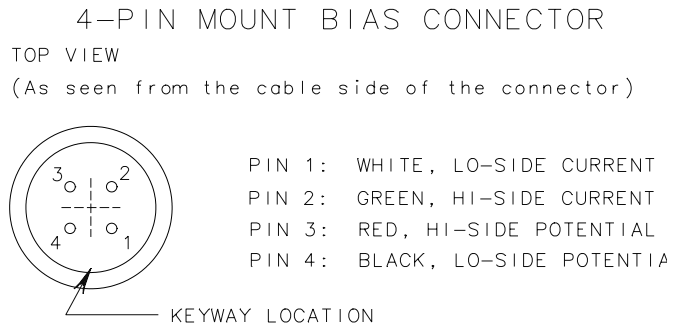 4-PIN MOUNT BIAS CONNECTOR
TOP VIEW
(As seen from the cable side of the connector)
3 2
4 1
PIN 1: WHITE, LO-SIDE CURRENT
PIN 2: GREEN, HI-SIDE CURRENT
PIN 3: RED, HI-SIDE POTENTIAL
PIN 4: BLACK, LO-SIDE POTENTIA
KEYWAY LOCATION